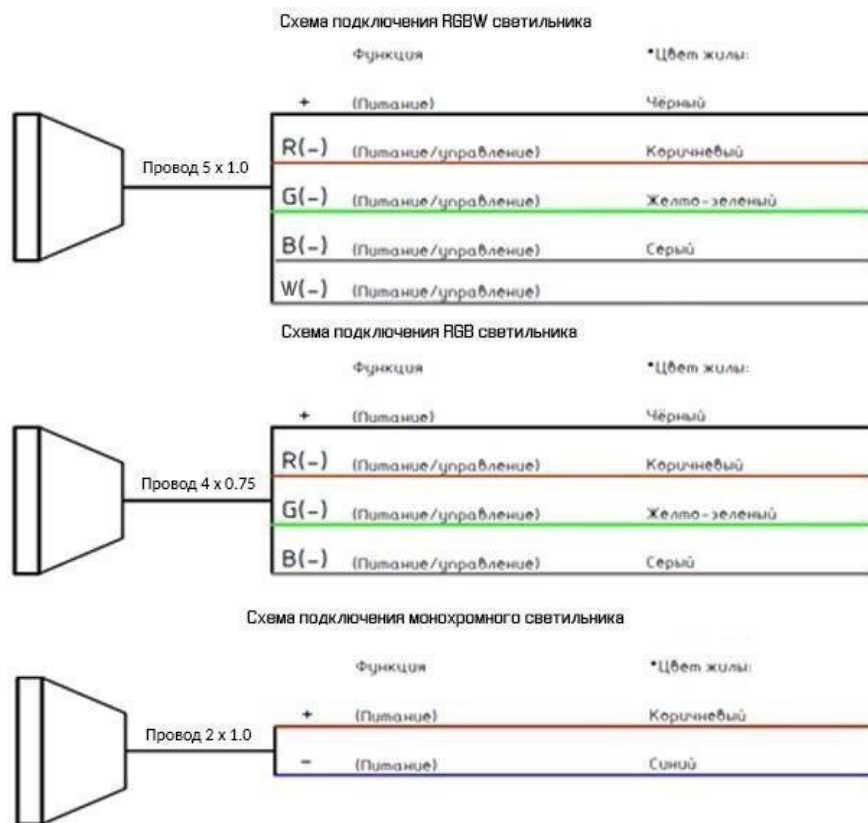 Схема подключения RGBW светильника
Функция *Цвет жилы:
+ (Питание) Чёрный
R(-) (Питание/управление) Коричневый
Провод 5 x 1.0
G(-) (Питание/управление) Желто-зеленый
B(-) (Питание/управление) Серый
W(-) (Питание/управление)
Схема подключения RGB светильника
Функция *Цвет жилы:
+ (Питание) Чёрный
R(-) (Питание/управление) Коричневый
Провод 4 x 0.75
G(-) (Питание/управление) Желто-зеленый
B(-) (Питание/управление) Серый
Схема подключения монохромного светильника
Функция *Цвет жилы:
+ (Питание) Коричневый
Провод 2 x 1.0
- (Питание) Синий